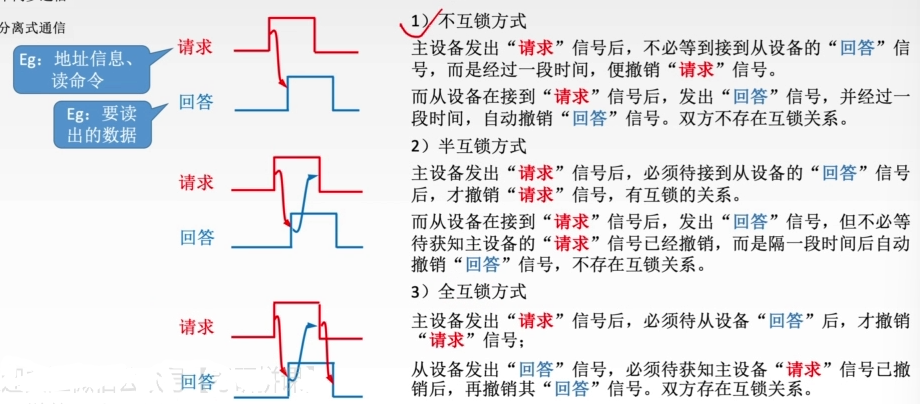 分离式通信
Eg：地址信息、
读命令
Eg：要读
出的数据
请求
回答
请求
回答
请求
回答
1）不互锁方式
主设备发出“请求”信号后，不必等到接到从设备的“回答”信
号，而是经过一段时间，便撤销“请求”信号。
而从设备在接到“请求”信号后，发出“回答”信号，并经过一
段时间，自动撤销“回答”信号。双方不存在互锁关系。
2）半互锁方式
主设备发出“请求”信号后，必须待接到从设备的“回答”信号
后，才撤销“请求”信号，有互锁的关系。
而从设备在接到“请求”信号后，发出“回答”信号，但不必等
待获知主设备的“请求”信号已经撤销，而是隔一段时间后自动
撤销“回答”信号，不存在互锁关系。
3）全互锁方式
主设备发出“请求”信号后，必须待从设备“回答”后，才撤销
“请求”信号；
从设备发出“回答”信号，必须待获知主设备“请求”信号已撤
销后，再撤销其“回答”信号。双方存在互锁关系。